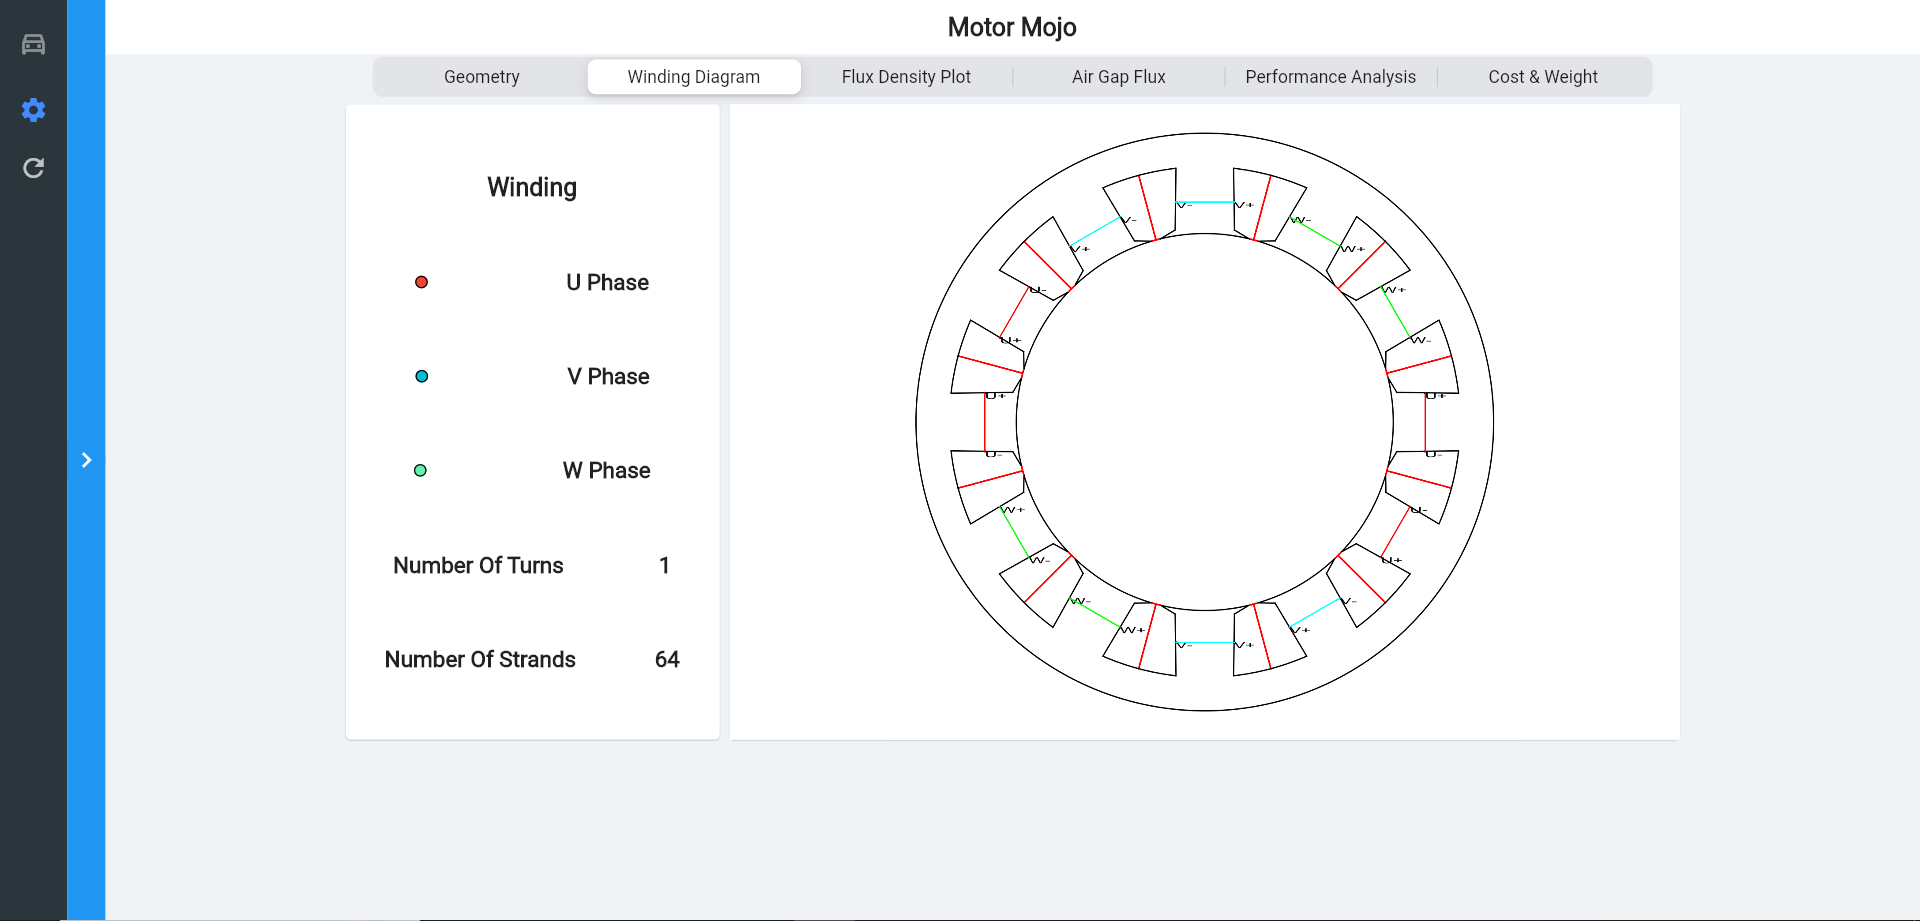 Motor Mojo
Geometry
Winding Diagram
Flux Density Plot
Air Gap Flux
Performance Analysis
Cost & Weight
Winding
U Phase
V Phase
W Phase
Number Of Turns 1
Number Of Strands 64
V- V+
V- W-
V+ W+
U- W+
U+ W-
U+ U+
U- U-
W+ U-
W- U+
W- V-
W+ V+
V- V+